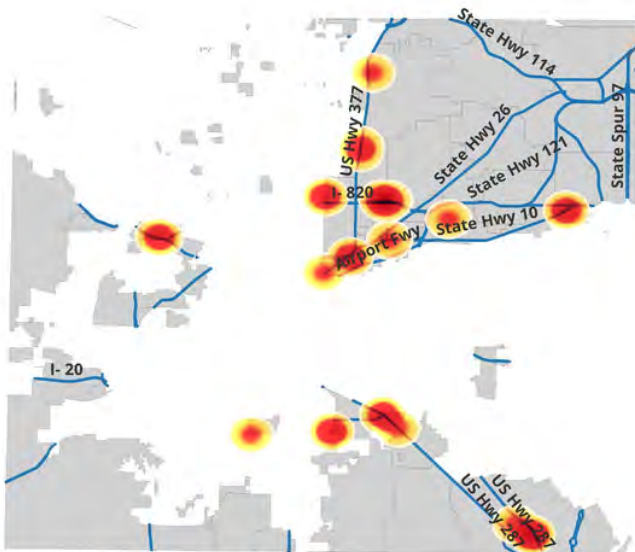 State Hwy 114
US Hwy 377
State Hwy 26
State Spur 97
State Hwy 121
I- 820
State Hwy 10
Airport Fwy
I- 20
US Hwy 287
US Hwy 287